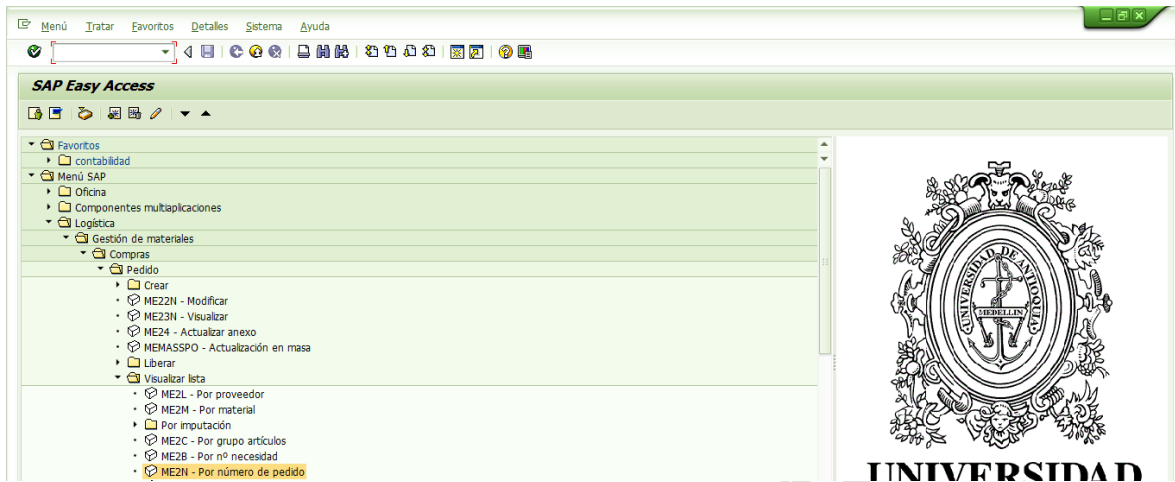 Menú Tratar Favoritos Detalles Sistema Ayuda
SAP Easy Access
Favoritos
contabilidad
Menú SAP
Oficina
Componentes multiaplicaciones
Logística
Gestión de materiales
Compras
Pedido
Crear
ME22N - Modificar
ME23N - Visualizar
ME24 - Actualizar anexo
MEMASSPO - Actualización en masa
Liberar
Visualizar lista
ME2L - Por proveedor
ME2M - Por material
Por imputación
ME2C - Por grupo artículos
ME2B - Por nº necesidad
ME2N - Por número de pedido
UNIVERSIDAD DE ANTIOQUIA
MEDELLIN
UNIVERSIDAD